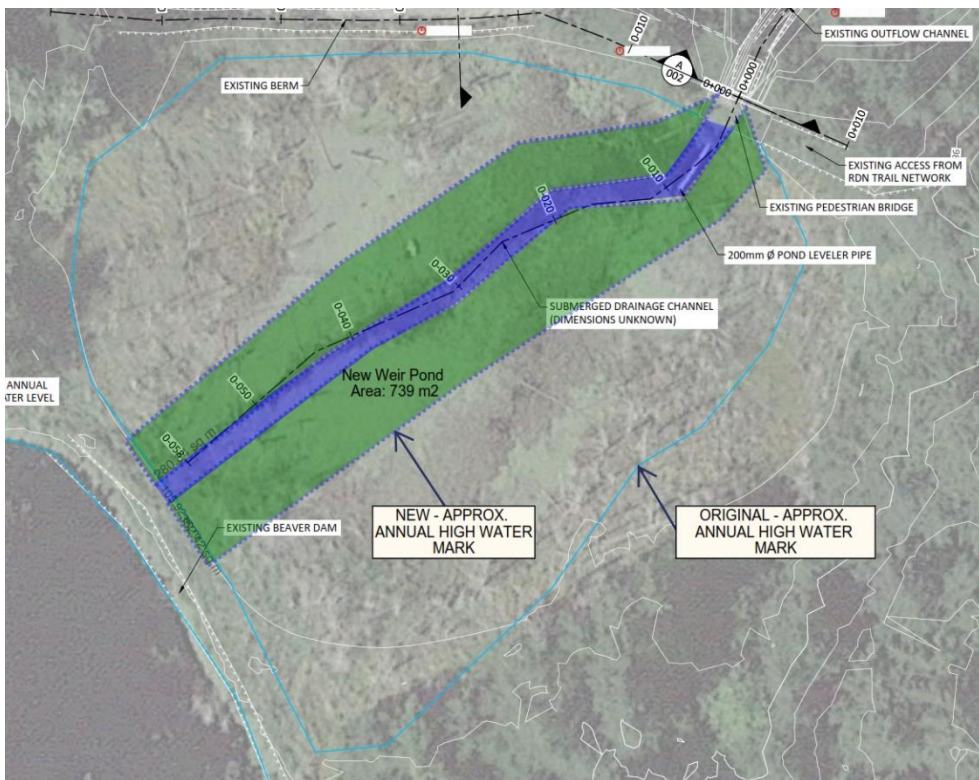 EXISTING OUTFLOW CHANNEL
0-010
A
002
0+000
0+000
0+010
EXISTING BERM
EXISTING ACCESS FROM
RDN TRAIL NETWORK
EXISTING PEDESTRIAN BRIDGE
0-010
0-020
200mm Ø POND LEVELER PIPE
0-030
SUBMERGED DRAINAGE CHANNEL
(DIMENSIONS UNKNOWN)
0-040
New Weir Pond
Area: 739 m2
0-050
ANNUAL
ATER LEVEL
0-058
sq m
NEW - APPROX.
ANNUAL HIGH WATER
MARK
ORIGINAL - APPROX.
ANNUAL HIGH WATER
MARK
EXISTING BEAVER DAM